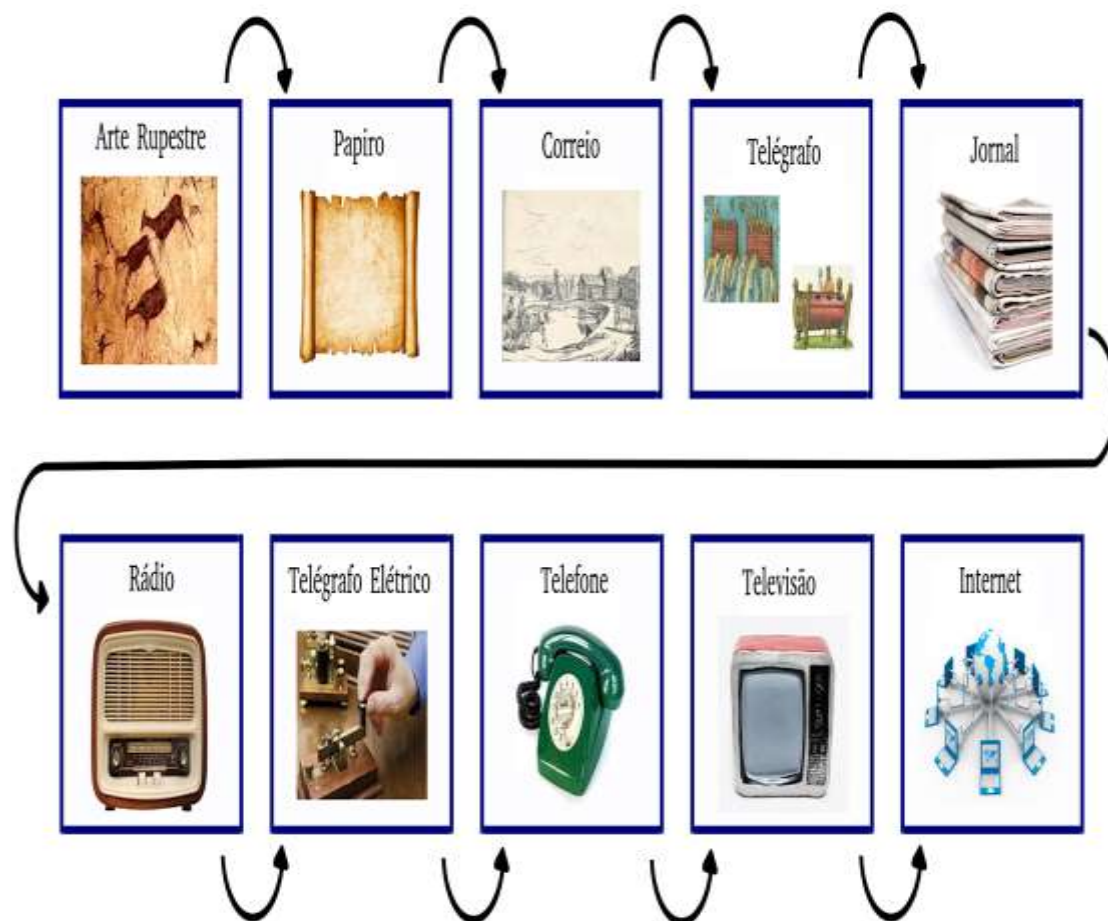 Arte Rupestre
Papiro
Correio
Telégrafo
Jornal
Rádio
Telégrafo Elétrico
Telefone
Televisão
Internet